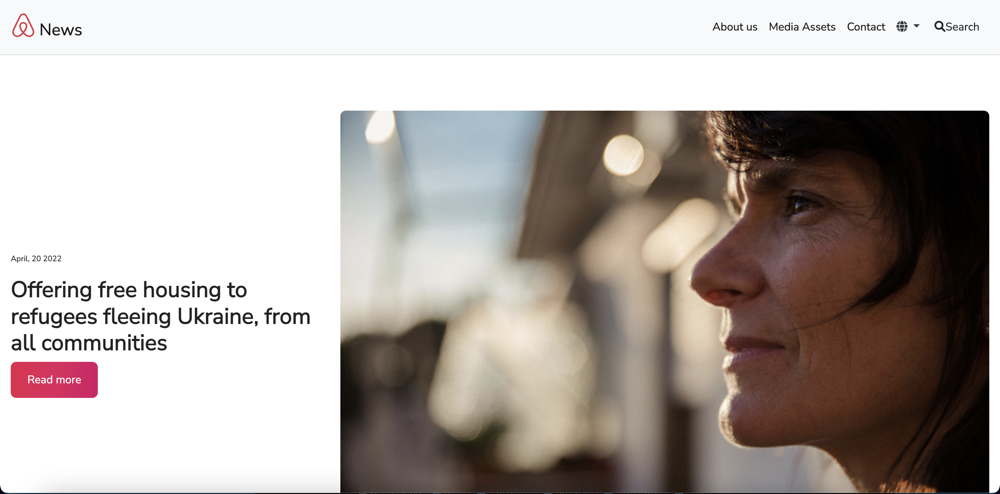 News
About us Media Assets Contact Search
April, 20 2022
Offering free housing to
refugees fleeing Ukraine, from
all communities
Read more